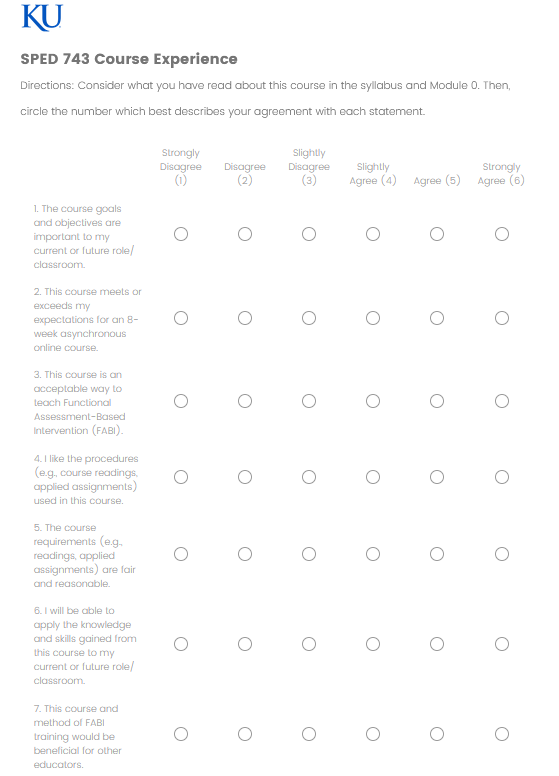 KU
SPED 743 Course Experience
Directions: Consider what you have read about this course in the syllabus and Module 0. Then,
circle the number which best describes your agreement with each statement.
Strongly
Disagree
(1)
Disagree
(2)
Slightly
Disagree
(3)
Slightly
Agree (4)
Agree (5)
Strongly
Agree (6)
1. The course goals
and objectives are
important to my
current or future role/
classroom.
2. This course meets or
exceeds my
expectations for an 8-
week asynchronous
online course.
3. This course is an
acceptable way to
teach Functional
Assessment-Based
Intervention (FABI).
4. I like the procedures
(e.g., course readings,
applied assignments)
used in this course.
5. The course
requirements (e.g.,
readings, applied
assignments) are fair
and reasonable.
6. I will be able to
apply the knowledge
and skills gained from
this course to my
current or future role/
classroom.
7. This course and
method of FABI
training would be
beneficial for other
educators.